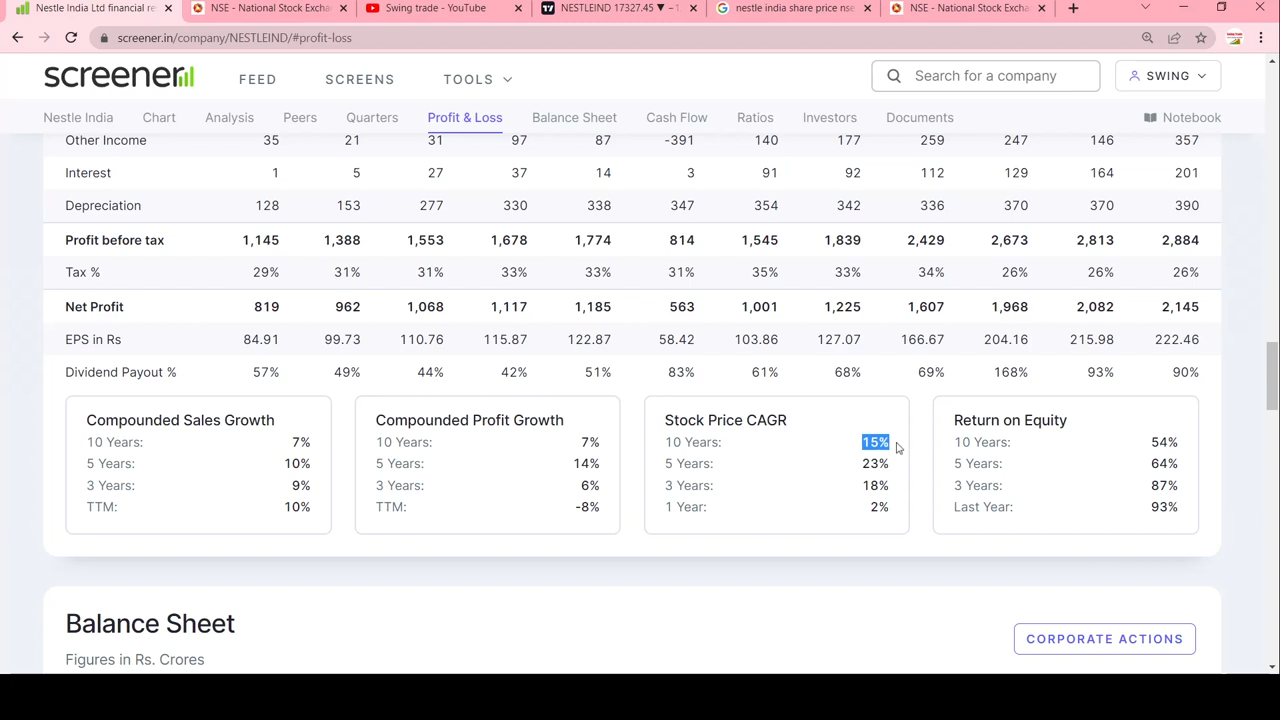 Nestle India Ltd financial re
NSE - National Stock Exchan
Swing trade - YouTube
NESTLEIND 17327.45 ▼ −1.
nestle india share price nse
NSE - National Stock Excha
screener.in/company/NESTLEIND/#profit-loss
screener
FEED SCREENS TOOLS
Search for a company
SWING
Nestle India Chart Analysis Peers Quarters Profit & Loss Balance Sheet Cash Flow Ratios Investors Documents Notebook
Other Income 35 21 31 97 87 -391 140 177 259 247 146 357
Interest 1 5 27 37 14 3 91 92 112 129 164 201
Depreciation 128 153 277 330 338 347 354 342 336 370 370 390
Profit before tax 1,145 1,388 1,553 1,678 1,774 814 1,545 1,839 2,429 2,673 2,813 2,884
Tax % 29% 31% 31% 33% 33% 31% 35% 33% 34% 26% 26% 26%
Net Profit 819 962 1,068 1,117 1,185 563 1,001 1,225 1,607 1,968 2,082 2,145
EPS in Rs 84.91 99.73 110.76 115.87 122.87 58.42 103.86 127.07 166.67 204.16 215.98 222.46
Dividend Payout % 57% 49% 44% 42% 51% 83% 61% 68% 69% 168% 93% 90%
Compounded Sales Growth
10 Years: 7%
5 Years: 10%
3 Years: 9%
TTM: 10%
Compounded Profit Growth
10 Years: 7%
5 Years: 14%
3 Years: 6%
TTM: -8%
Stock Price CAGR
10 Years: 15%
5 Years: 23%
3 Years: 18%
1 Year: 2%
Return on Equity
10 Years: 54%
5 Years: 64%
3 Years: 87%
Last Year: 93%
Balance Sheet
CORPORATE ACTIONS
Figures in Rs. Crores